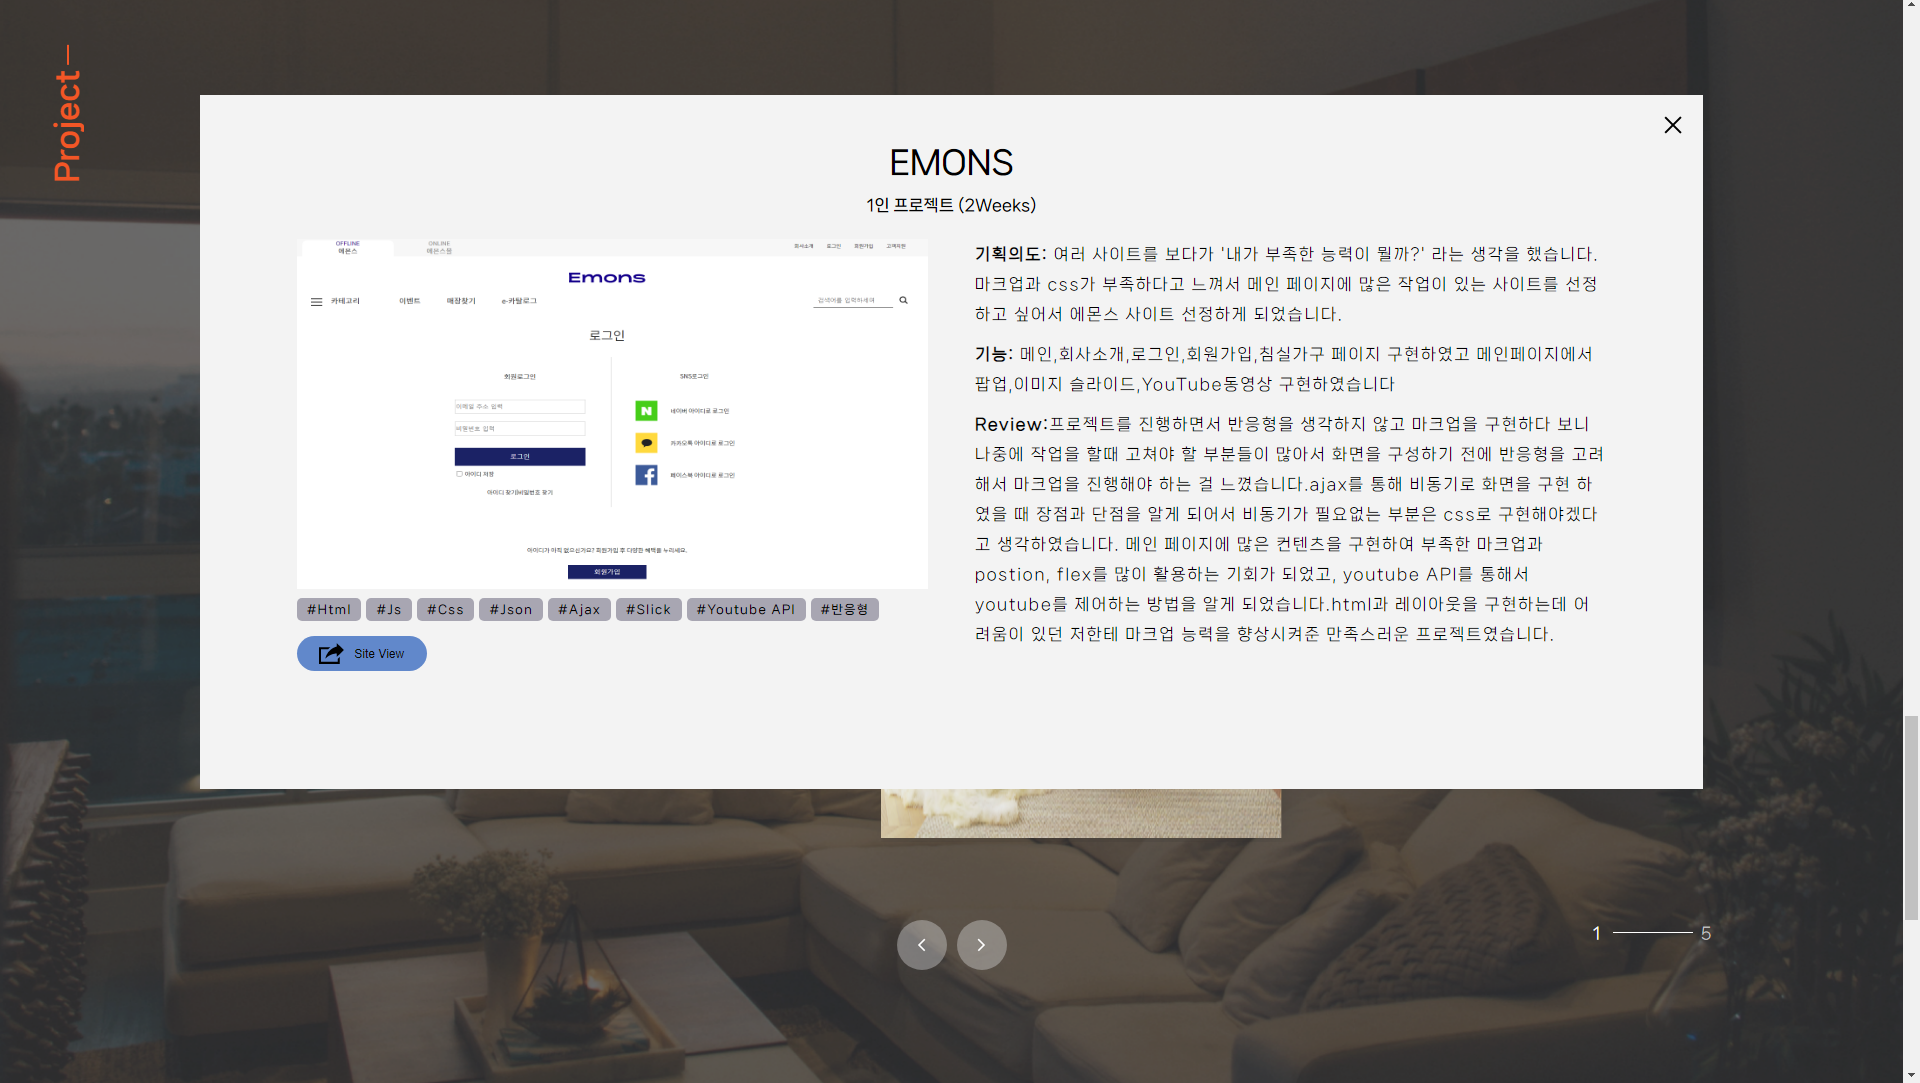 Project
EMONS
1인 프로젝트 (2Weeks)
OFFLINE
에몬스
ONLINE
에몬스몰
회사소개 로그인 회원가입 고객지원
Emons
카테고리 이벤트 매장찾기 e-카탈로그
검색어를 입력하세여
로그인
회원로그인
이메일 주소 입력
비밀번호 입력
로그인
아이디 저장
아이디 찾기|비밀번호 찾기
SNS로그인
네이버 아이디로 로그인
카카오톡 아이디로 로그인
페이스북 아이디로 로그인
아이디가 아직 없으신가요? 회원가입 후 다양한 혜택을 누리세요.
회원가입
#Html #Js #Css #Json #Ajax #Slick #Youtube API #반응형
Site View
기획의도: 여러 사이트를 보다가 '내가 부족한 능력이 뭘까?' 라는 생각을 했습니다.
마크업과 css가 부족하다고 느껴서 메인 페이지에 많은 작업이 있는 사이트를 선정
하고 싶어서 에몬스 사이트 선정하게 되었습니다.
기능: 메인,회사소개,로그인,회원가입,침실가구 페이지 구현하였고 메인페이지에서
팝업,이미지 슬라이드,YouTube동영상 구현하였습니다
Review:프로젝트를 진행하면서 반응형을 생각하지 않고 마크업을 구현하다 보니
나중에 작업을 할때 고쳐야 할 부분들이 많아서 화면을 구성하기 전에 반응형을 고려
해서 마크업을 진행해야 하는 걸 느꼈습니다.ajax를 통해 비동기로 화면을 구현 하
였을 때 장점과 단점을 알게 되어서 비동기가 필요없는 부분은 css로 구현해야겠다
고 생각하였습니다. 메인 페이지에 많은 컨텐츠을 구현하여 부족한 마크업과
postion, flex를 많이 활용하는 기회가 되었고, youtube API를 통해서
youtube를 제어하는 방법을 알게 되었습니다.html과 레이아웃을 구현하는데 어
려움이 있던 저한테 마크업 능력을 향상시켜준 만족스러운 프로젝트였습니다.
1 5